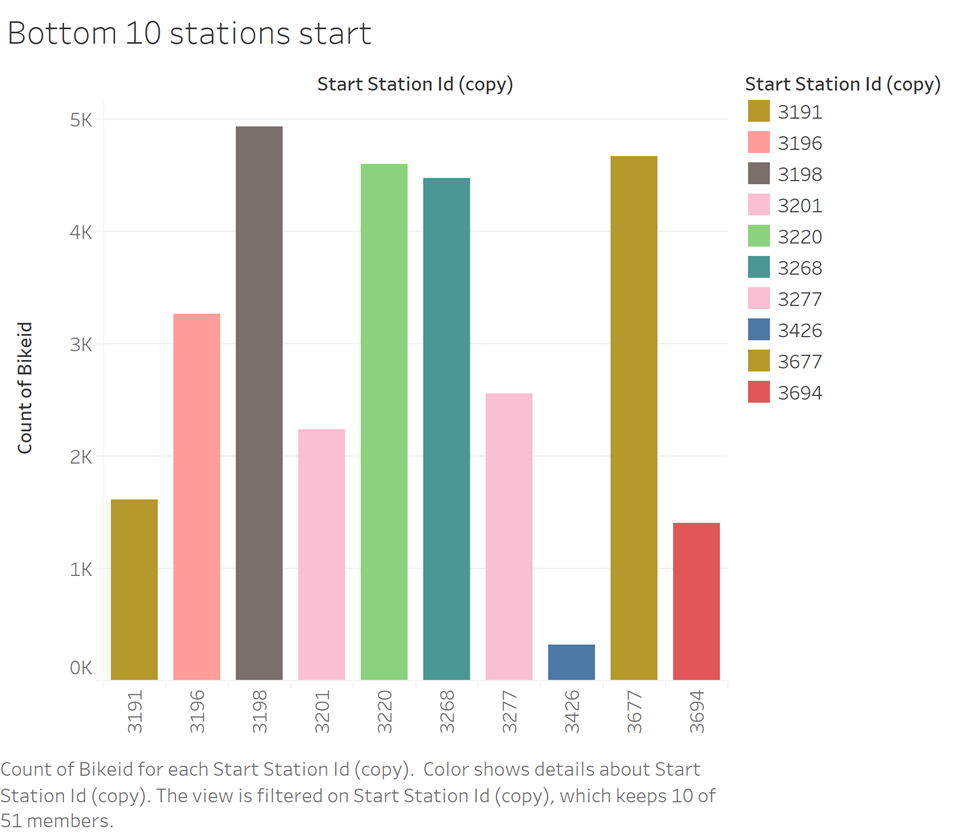 Bottom 10 stations start
Start Station Id (copy)
Start Station Id (copy)
3191
3196
3198
3201
3220
3268
3277
3426
3677
3694
5K
4K
3K
2K
1K
0K
Count of Bikeid
3191
3196
3198
3201
3220
3268
3277
3426
3677
3694
Count of Bikeid for each Start Station Id (copy).  Color shows details about Start
Station Id (copy). The view is filtered on Start Station Id (copy), which keeps 10 of
51 members.